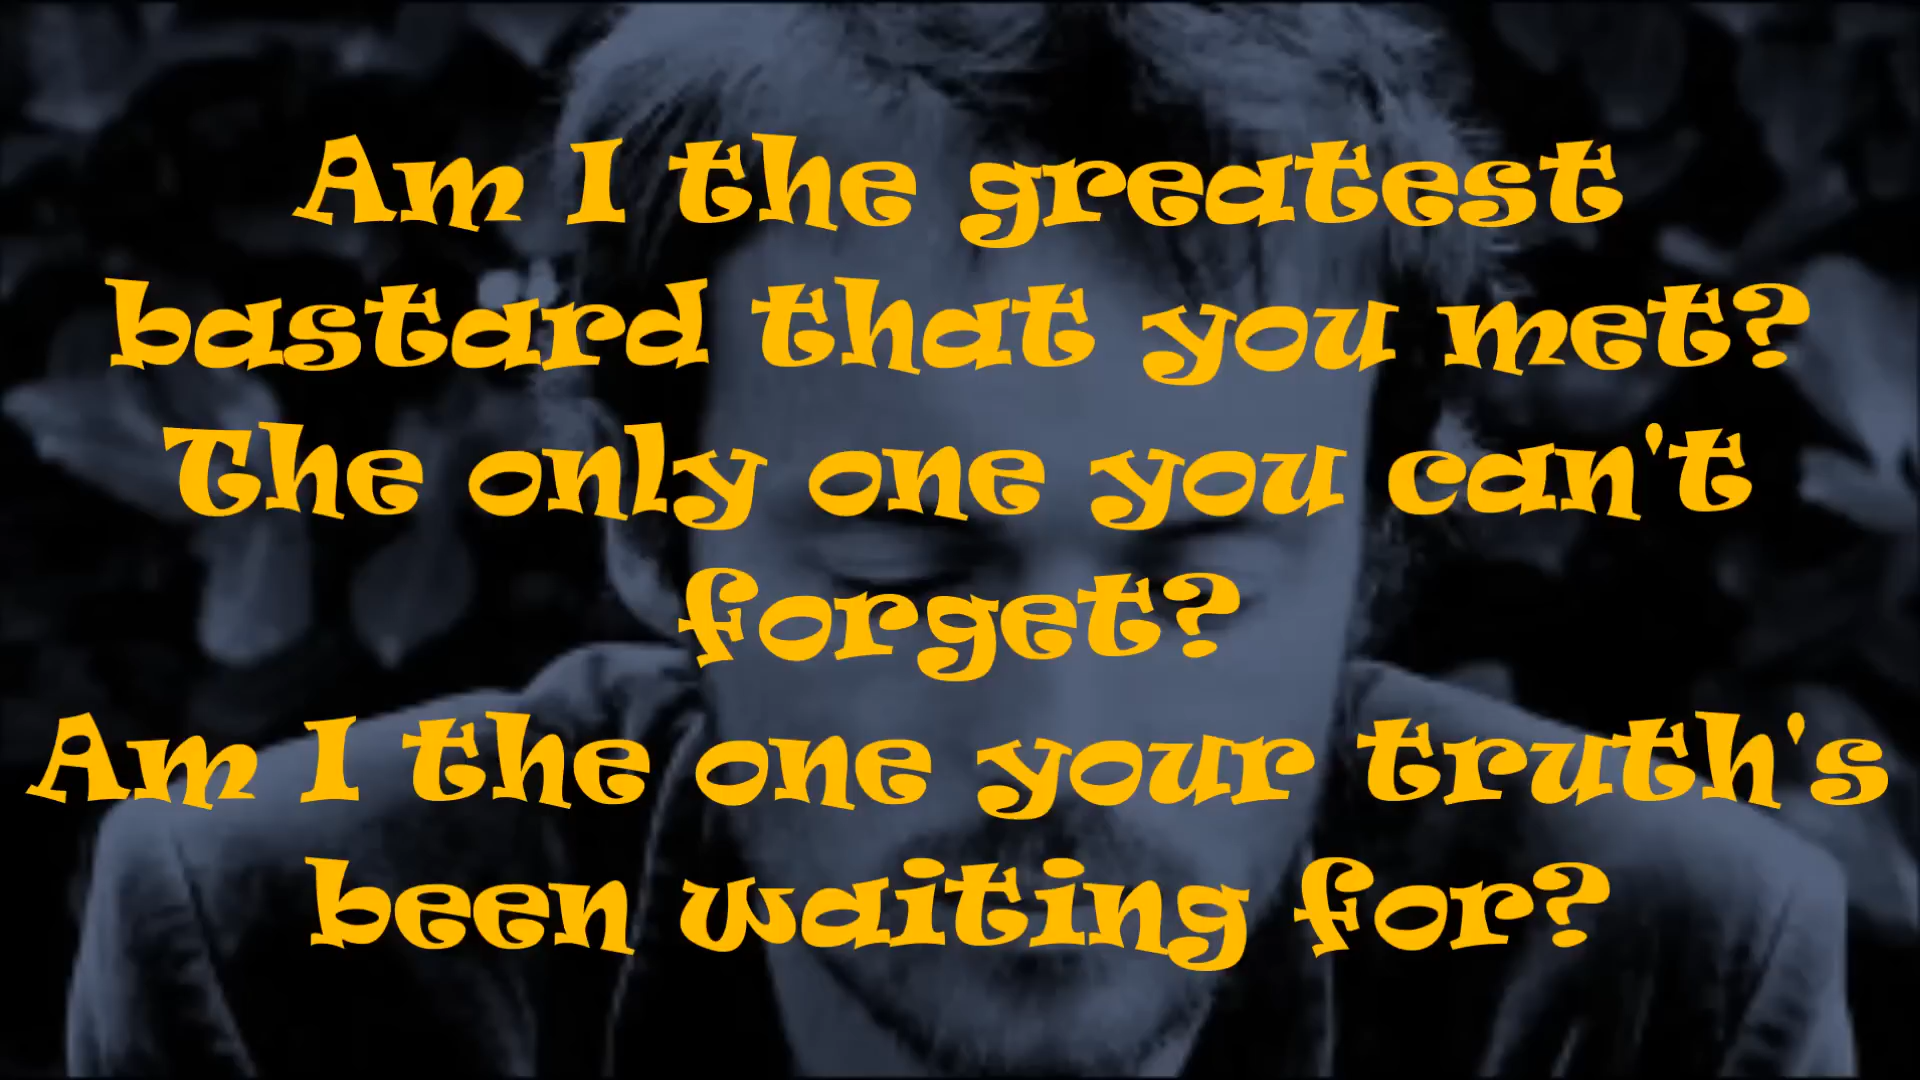 Am I the greatest
bastard that you met?
The only one you can't
forget?
Am I the one your truth's
been waiting for?